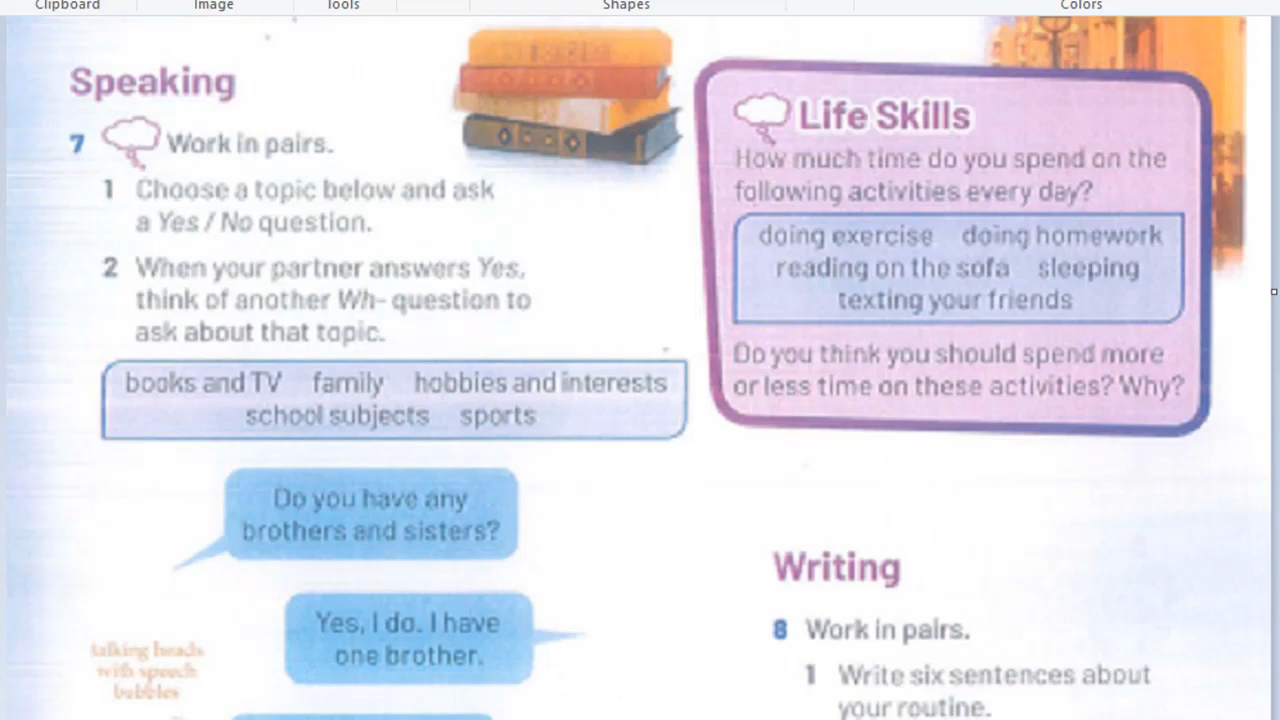 Clipboard
Image
Tools
Shapes
Colors
Speaking
7 Work in pairs.
1 Choose a topic below and ask
a Yes / No question.
2 When your partner answers Yes,
think of another Wh- question to
ask about that topic.
books and TV family hobbies and interests
school subjects sports
Do you have any
brothers and sisters?
Yes, I do. I have
one brother.
talking heads
with speech
bubbles
Life Skills
How much time do you spend on the
following activities every day?
doing exercise doing homework
reading on the sofa sleeping
texting your friends
Do you think you should spend more
or less time on these activities? Why?
Writing
8 Work in pairs.
1 Write six sentences about
your routine.